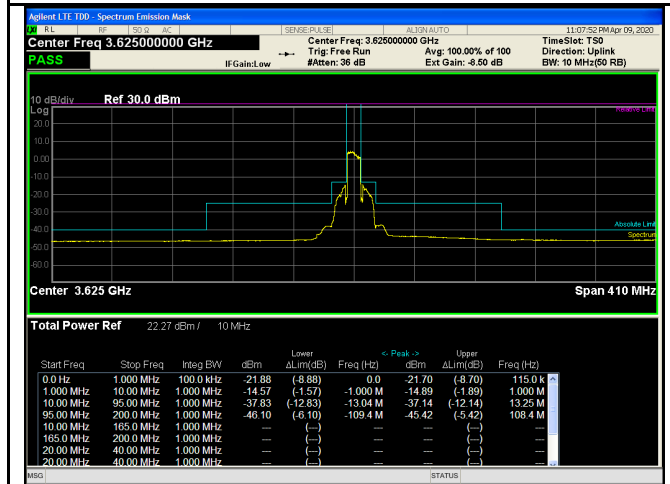 Agilent LTE TDD - Spectrum Emission Mask
RL RF 50 Ω AC SENSE:PULSE ALIGN AUTO 11:07:52 PM Apr 09, 2020
Center Freq 3.625000000 GHz Center Freq: 3.625000000 GHz TimeSlot: TS0
Trig: Free Run Avg: 100.00% of 100 Direction: Uplink
PASS IFGain:Low #Atten: 36 dB Ext Gain: -8.50 dB BW: 10 MHz(50 RB)
10 dB/div Ref 30.0 dBm
Log
Relative Limit
20.0
10.0
0.00
-10.0
-20.0
-30.0
Absolute Limit
-40.0
Spectrum
-50.0
-60.0
Center 3.625 GHz Span 410 MHz
Total Power Ref 22.27 dBm / 10 MHz
Lower <- Peak -> Upper
Start Freq Stop Freq Integ BW dBm ΔLim(dB) Freq (Hz) dBm ΔLim(dB) Freq (Hz)
0.0 Hz 1.000 MHz 100.0 kHz -21.88 (-8.88) 0.0 -21.70 (-8.70) 115.0 k
1.000 MHz 10.00 MHz 1.000 MHz -14.57 (-1.57) -1.000 M -14.89 (-1.89) 1.000 M
10.00 MHz 95.00 MHz 1.000 MHz -37.83 (-12.83) -13.04 M -37.14 (-12.14) 13.25 M
95.00 MHz 200.0 MHz 1.000 MHz -46.10 (-6.10) -109.4 M -45.42 (-5.42) 108.4 M
10.00 MHz 165.0 MHz 1.000 MHz --- (---) --- --- (---) ---
165.0 MHz 200.0 MHz 1.000 MHz --- (---) --- --- (---) ---
20.00 MHz 40.00 MHz 1.000 MHz --- (---) --- --- (---) ---
20.00 MHz 40.00 MHz 1.000 MHz --- (---) --- --- (---) ---
MSG STATUS